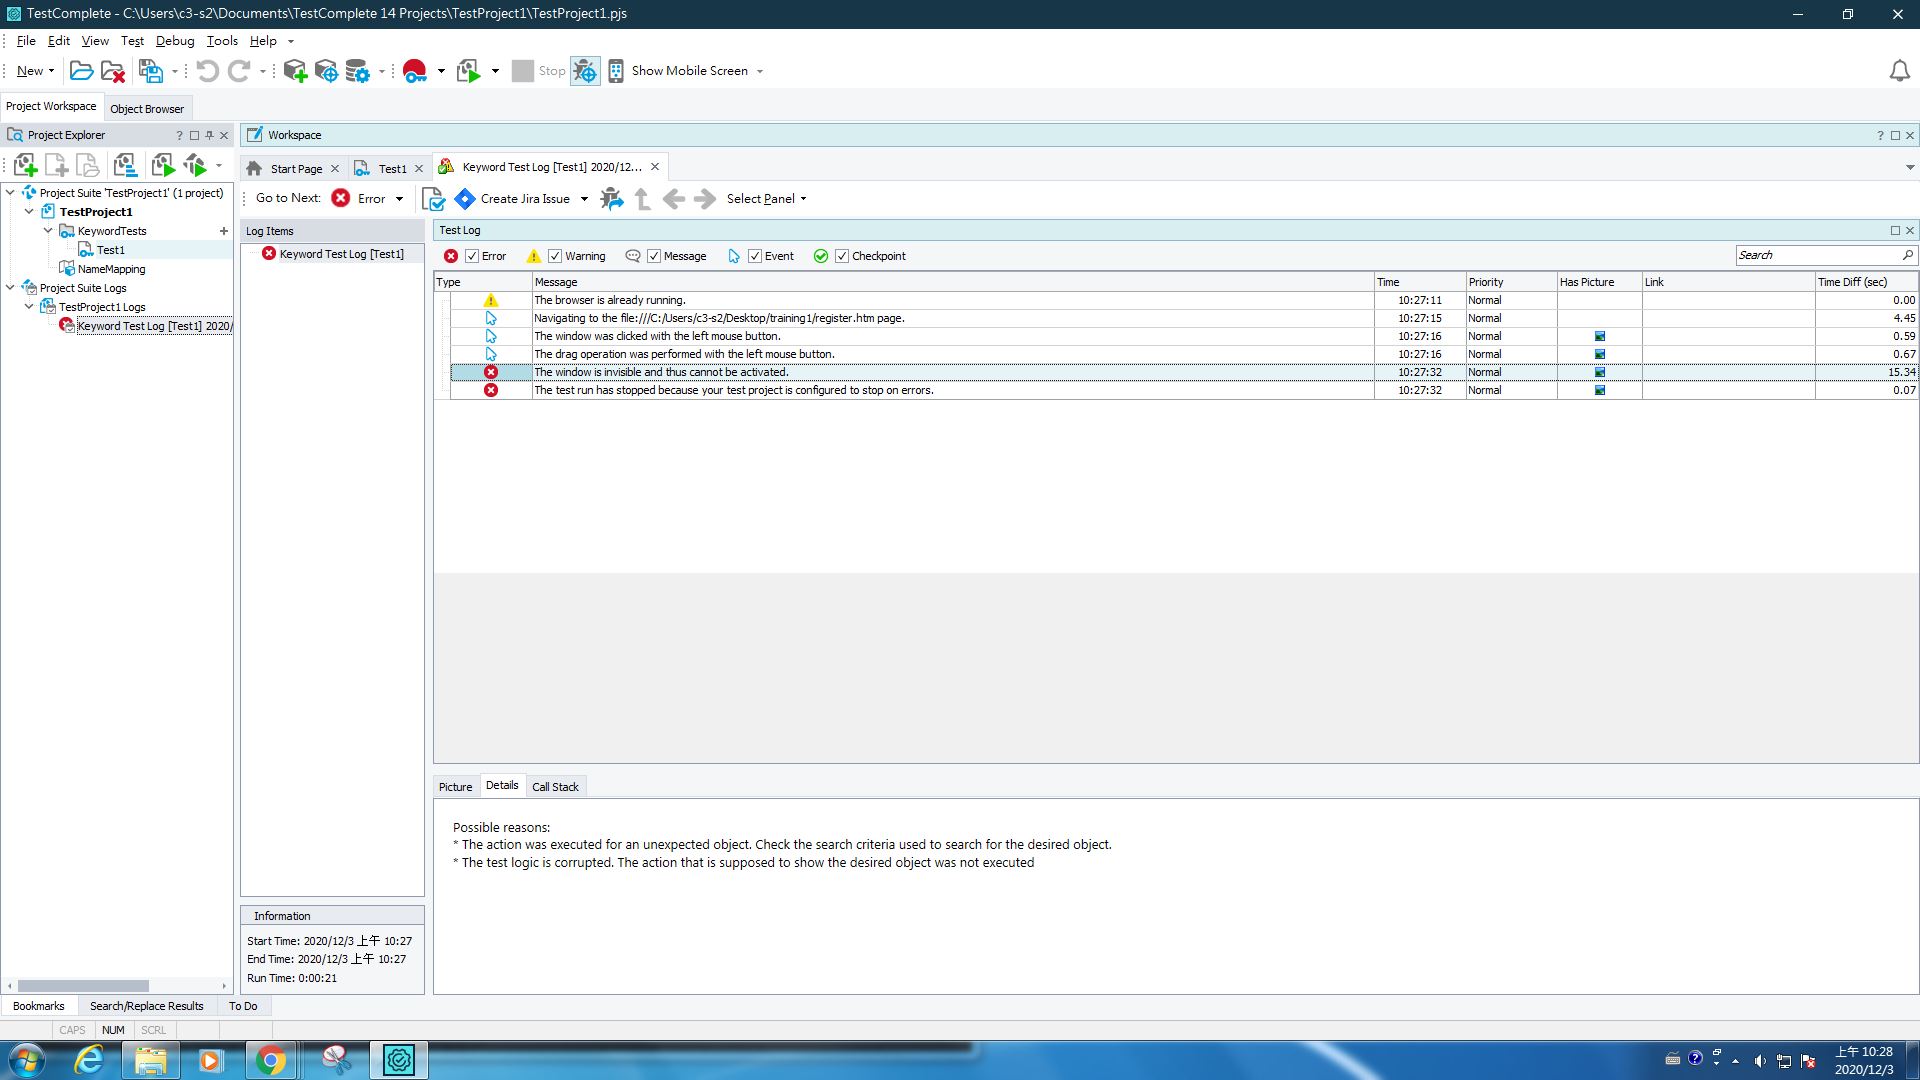 TestComplete - C:\Users\c3-s2\Documents\TestComplete 14 Projects\TestProject1\TestProject1.pjs
File Edit View Test Debug Tools Help
New Stop Show Mobile Screen
Project Workspace Object Browser
Project Explorer
Workspace
Start Page Test1 Keyword Test Log [Test1] 2020/12...
Go to Next: Error Create Jira Issue Select Panel
Project Suite 'TestProject1' (1 project)
TestProject1
KeywordTests
Test1
NameMapping
Project Suite Logs
TestProject1 Logs
Keyword Test Log [Test1] 2020/
Log Items
Keyword Test Log [Test1]
Test Log
Error Warning Message Event Checkpoint Search
Type Message Time Priority Has Picture Link Time Diff (sec)
The browser is already running. 10:27:11 Normal 0.00
Navigating to the file:///C:/Users/c3-s2/Desktop/training1/register.htm page. 10:27:15 Normal 4.45
The window was clicked with the left mouse button. 10:27:16 Normal 0.59
The drag operation was performed with the left mouse button. 10:27:16 Normal 0.67
The window is invisible and thus cannot be activated. 10:27:32 Normal 15.34
The test run has stopped because your test project is configured to stop on errors. 10:27:32 Normal 0.07
Picture Details Call Stack
Possible reasons:
* The action was executed for an unexpected object. Check the search criteria used to search for the desired object.
* The test logic is corrupted. The action that is supposed to show the desired object was not executed
Information
Start Time: 2020/12/3 上午 10:27
End Time: 2020/12/3 上午 10:27
Run Time: 0:00:21
Bookmarks Search/Replace Results To Do
CAPS NUM SCRL
上午 10:28
2020/12/3